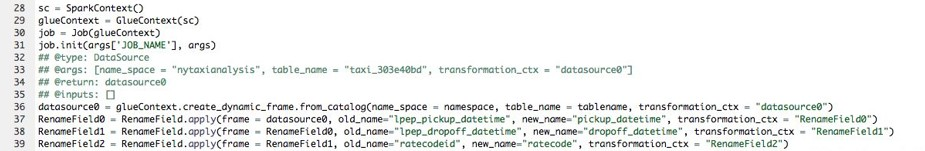 28 sc = SparkContext()
29 glueContext = GlueContext(sc)
30 job = Job(glueContext)
31 job.init(args['JOB_NAME'], args)
32 ## @type: DataSource
33 ## @args: [name_space = "nytaxianalysis", table_name = "taxi_303e40bd", transformation_ctx = "datasource0"]
34 ## @return: datasource0
35 ## @inputs: []
36 datasource0 = glueContext.create_dynamic_frame.from_catalog(name_space = namespace, table_name = tablename, transformation_ctx = "datasource0")
37 RenameField0 = RenameField.apply(frame = datasource0, old_name="lpep_pickup_datetime", new_name="pickup_datetime", transformation_ctx = "RenameField0")
38 RenameField1 = RenameField.apply(frame = RenameField0, old_name="lpep_dropoff_datetime", new_name="dropoff_datetime", transformation_ctx = "RenameField1")
39 RenameField2 = RenameField.apply(frame = RenameField1, old_name="ratecodeid", new_name="ratecode", transformation_ctx = "RenameField2")